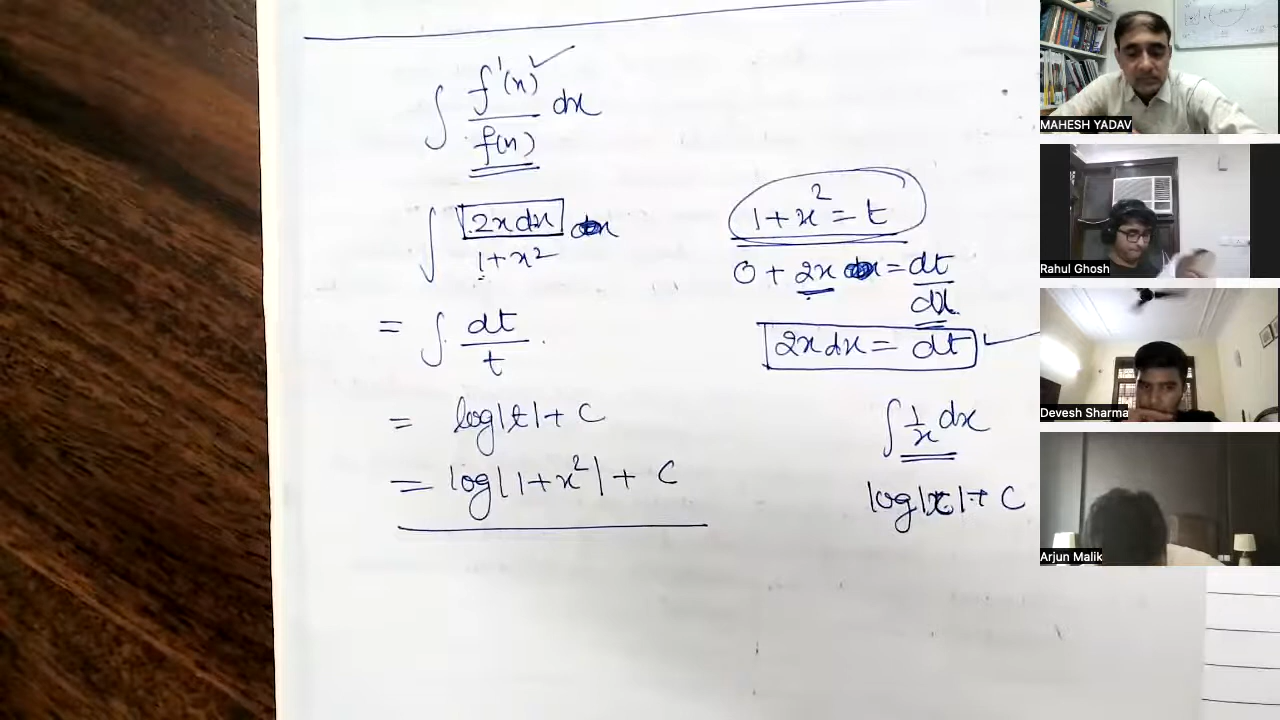 ∫ f'(x)/f(x) dx
∫ 2x dx/1+x²
= ∫ dt/t
= log|t| + C
= log|1+x²| + C
1+x² = t
0 + 2x = dt/dx
2x dx = dt
∫ 1/x dx
log|x| + C
MAHESH YADAV
Rahul Ghosh
Devesh Sharma
Arjun Malik